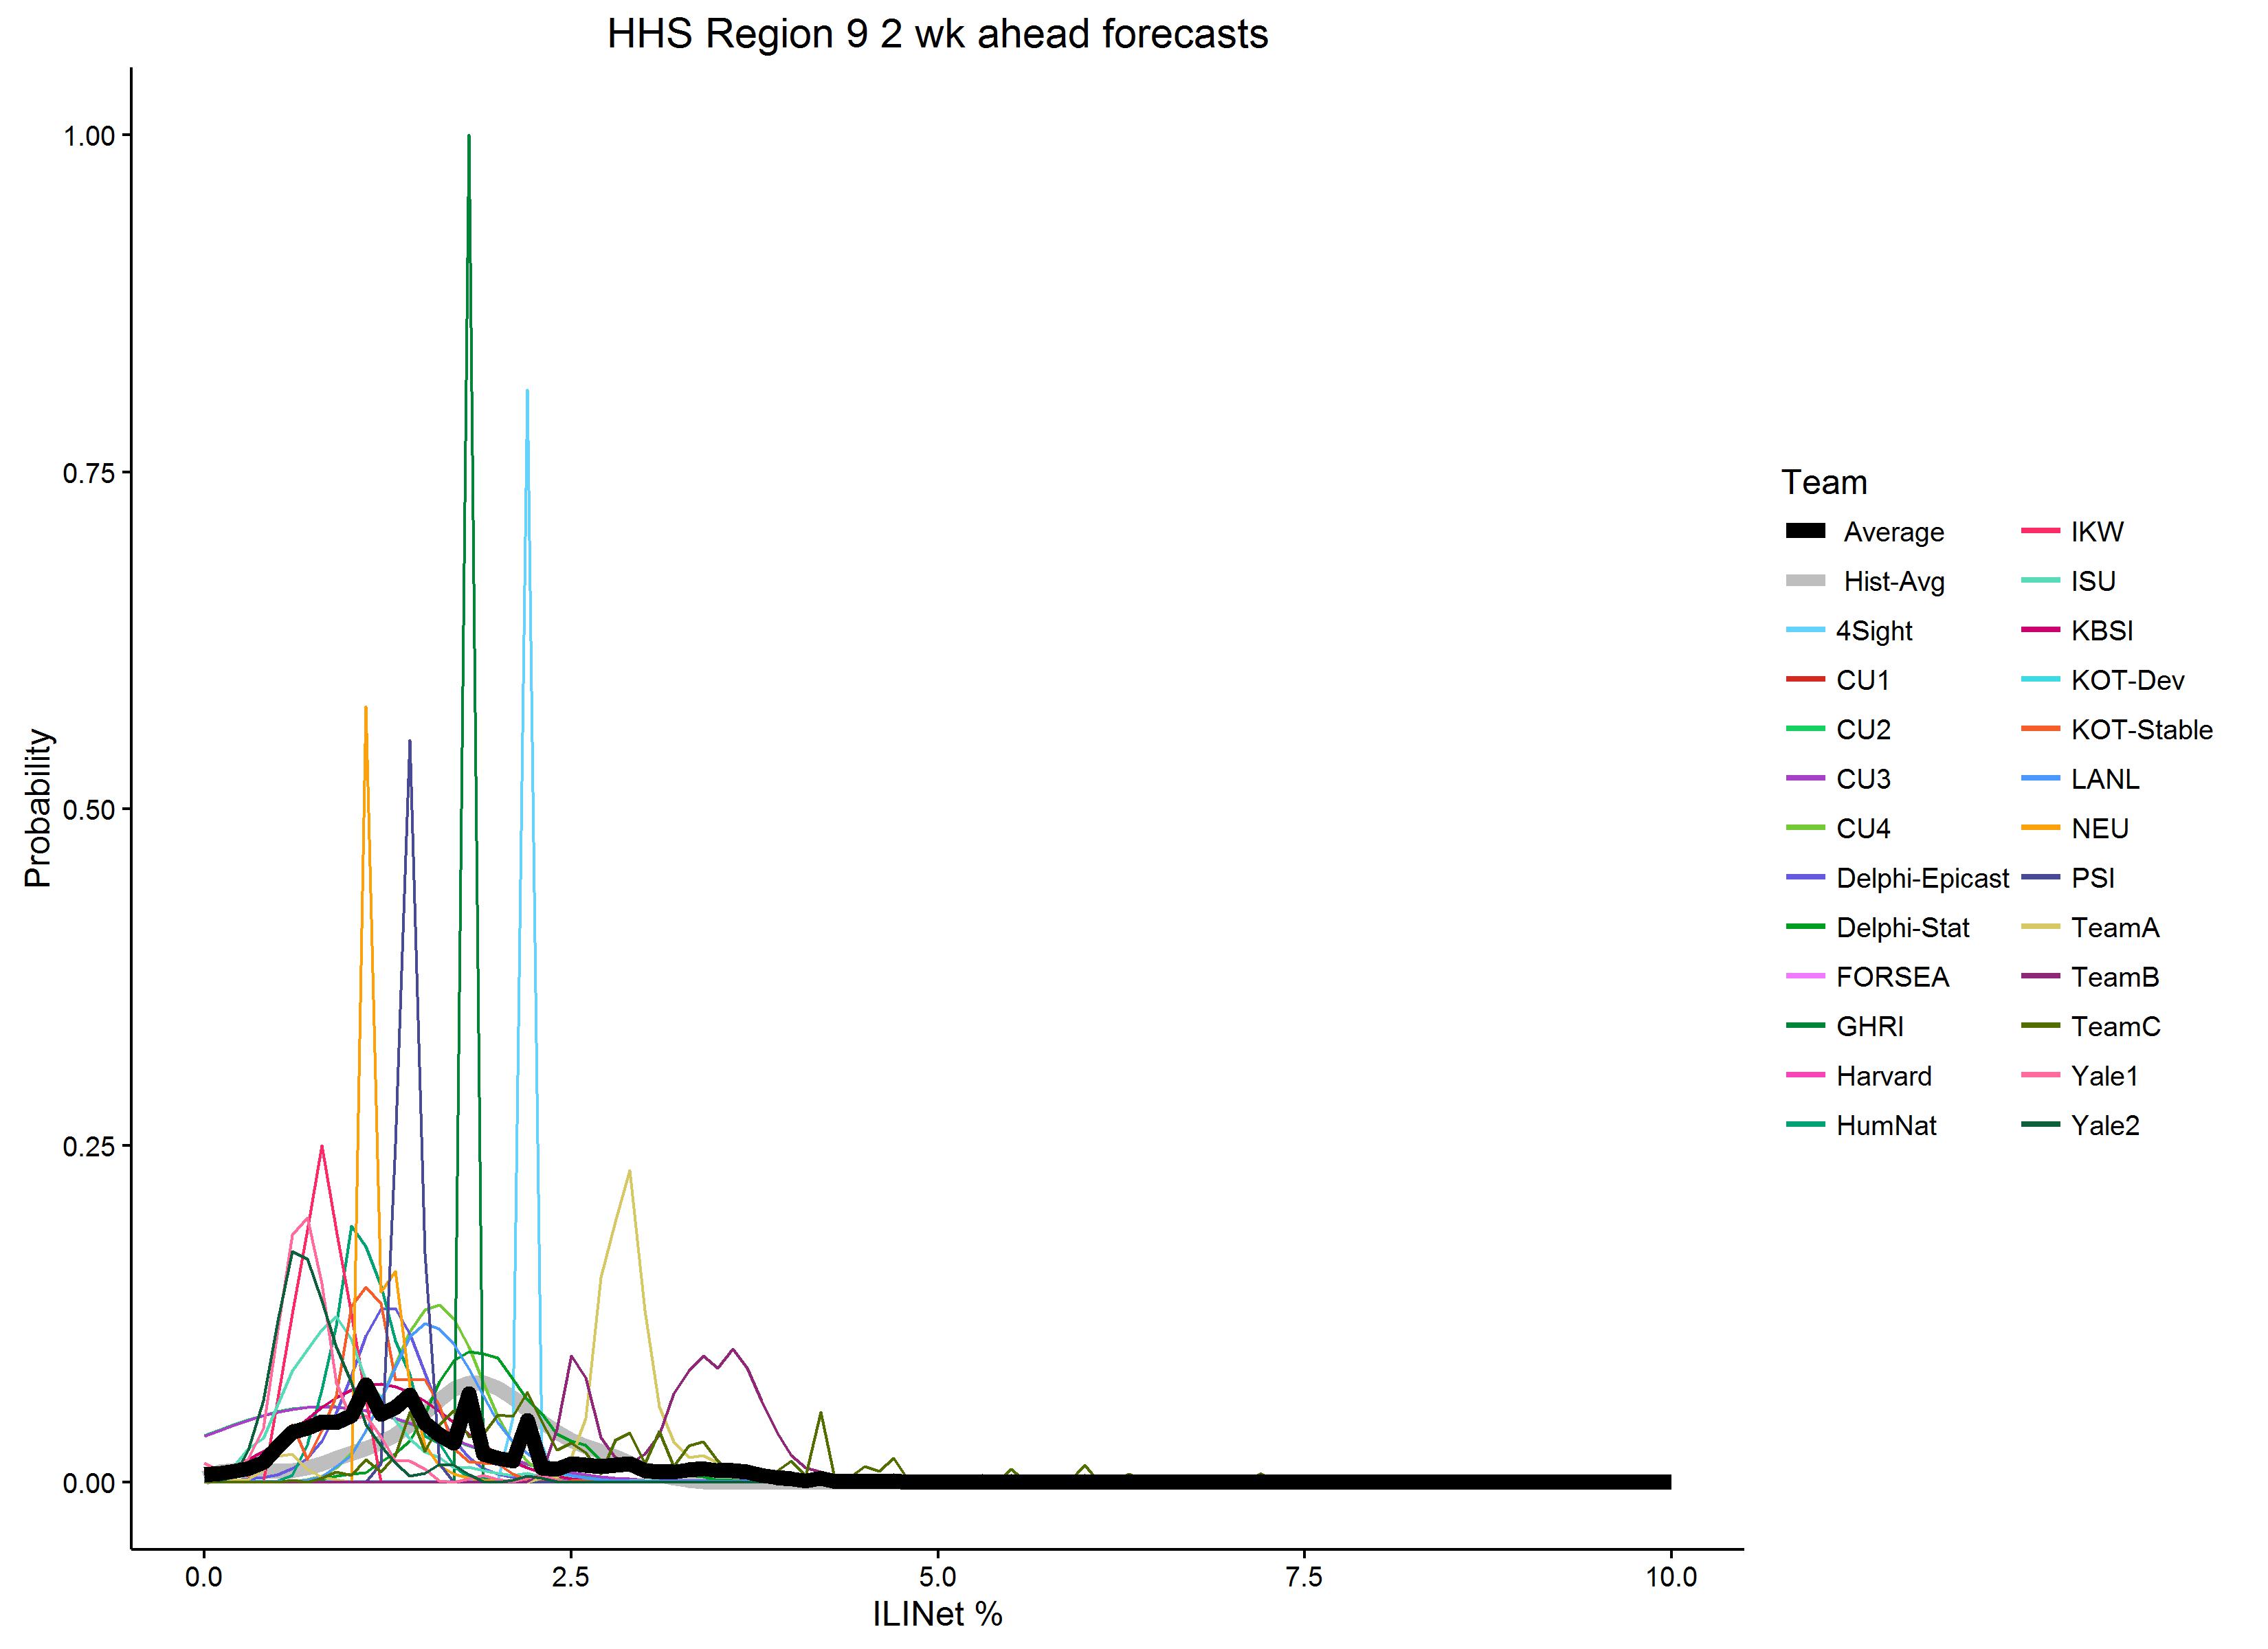 HHS Region 9 2 wk ahead forecasts
1.00
0.75
0.50
0.25
0.00
Probability
0.0 2.5 5.0 7.5 10.0
ILINet %
Team
Average
Hist-Avg
4Sight
CU1
CU2
CU3
CU4
Delphi-Epicast
Delphi-Stat
FORSEA
GHRI
Harvard
HumNat
IKW
ISU
KBSI
KOT-Dev
KOT-Stable
LANL
NEU
PSI
TeamA
TeamB
TeamC
Yale1
Yale2